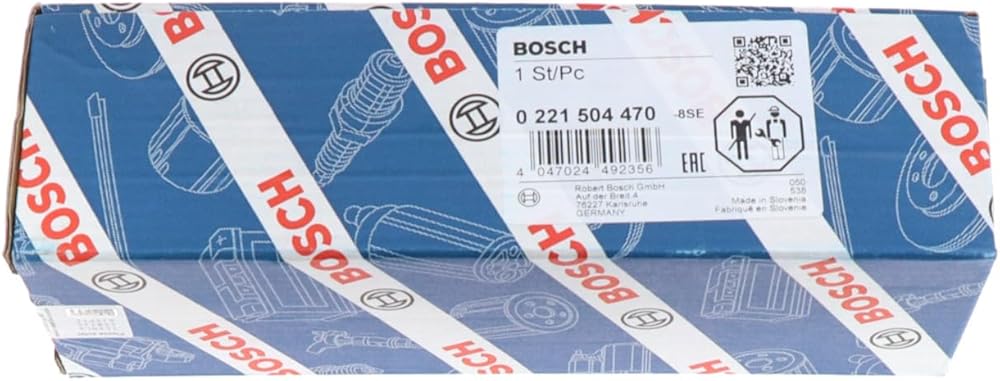 BOSCH
BOSCH
BOSCH
BOSCH
BOSCH
1 St/Pc
0 221 504 470
-8SE
4 047024 492356
EAC
Robert Bosch GmbH
Auf der Breit 4
76227 Karlsruhe
GERMANY
050
538
Made in Slovenia
Fabriqué en Slovenie
BOSCH
BOSCH
BOSCH
BOSCH
BOSCH
BOSCH